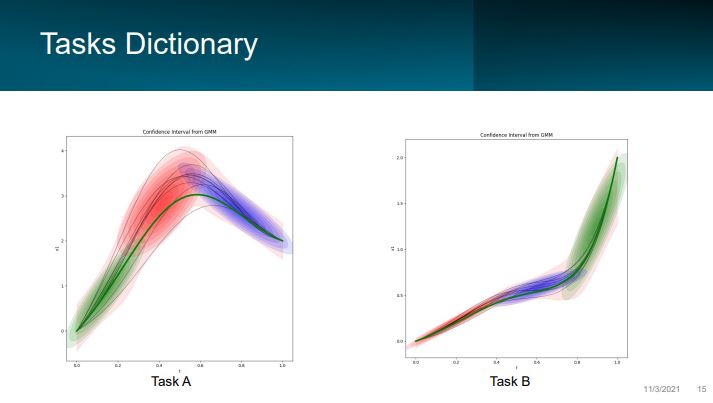 Tasks Dictionary
Confidence Interval from GMM
4
3
2
1
0
x1
0.0 0.2 0.4 0.6 0.8 1.0
t
Task A
Confidence Interval from GMM
2.0
1.5
1.0
0.5
0.0
x1
0.0 0.2 0.4 0.6 0.8 1.0
t
Task B
11/3/2021 15